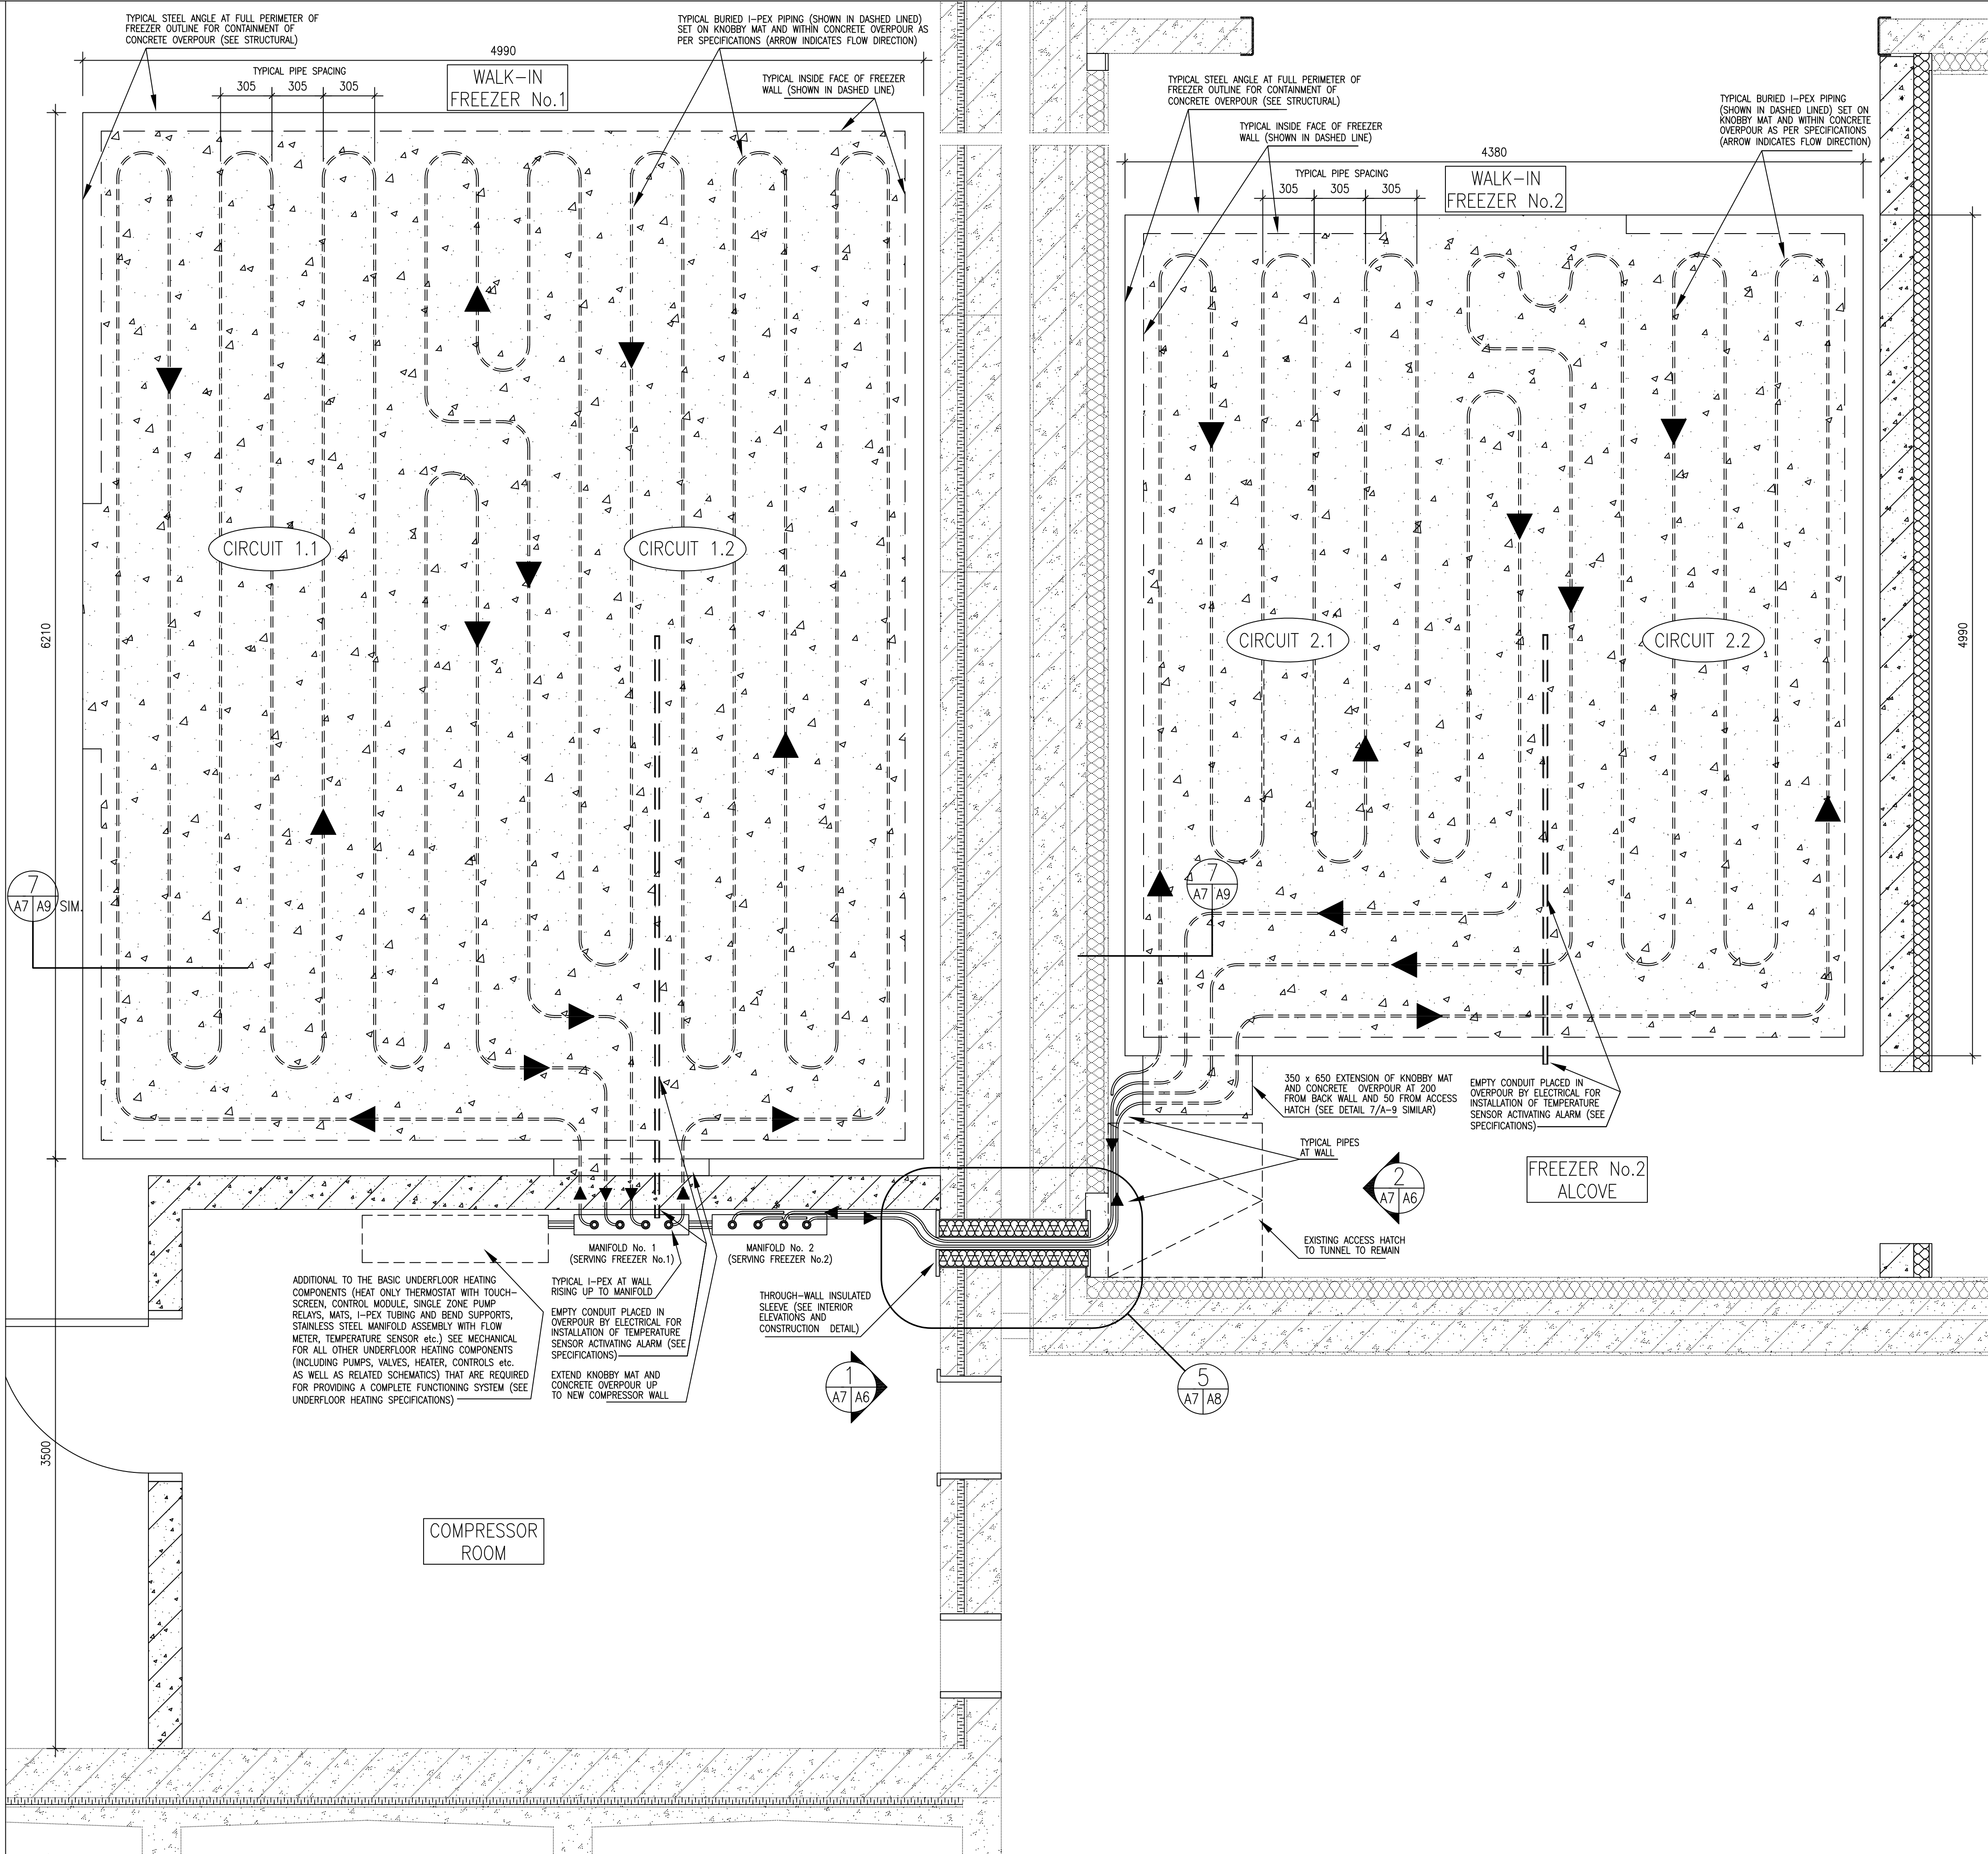 TYPICAL STEEL ANGLE AT FULL PERIMETER OF
FREEZER OUTLINE FOR CONTAINMENT OF
CONCRETE OVERPOUR (SEE STRUCTURAL)
4990
TYPICAL PIPE SPACING
305 305 305
WALK-IN
FREEZER No.1
TYPICAL BURIED I-PEX PIPING (SHOWN IN DASHED LINED)
SET ON KNOBBY MAT AND WITHIN CONCRETE OVERPOUR AS
PER SPECIFICATIONS (ARROW INDICATES FLOW DIRECTION)
TYPICAL INSIDE FACE OF FREEZER
WALL (SHOWN IN DASHED LINE)
TYPICAL STEEL ANGLE AT FULL PERIMETER OF
FREEZER OUTLINE FOR CONTAINMENT OF
CONCRETE OVERPOUR (SEE STRUCTURAL)
TYPICAL INSIDE FACE OF FREEZER
WALL (SHOWN IN DASHED LINE)
4380
TYPICAL PIPE SPACING
305 305 305
WALK-IN
FREEZER No.2
TYPICAL BURIED I-PEX PIPING
(SHOWN IN DASHED LINED) SET ON
KNOBBY MAT AND WITHIN CONCRETE
OVERPOUR AS PER SPECIFICATIONS
(ARROW INDICATES FLOW DIRECTION)
CIRCUIT 1.1
CIRCUIT 1.2
6210
CIRCUIT 2.1
CIRCUIT 2.2
4990
7
A7 A9 SIM.
7
A7 A9
350 x 650 EXTENSION OF KNOBBY MAT
AND CONCRETE OVERPOUR AT 200
FROM BACK WALL AND 50 FROM ACCESS
HATCH (SEE DETAIL 7/A-9 SIMILAR)
EMPTY CONDUIT PLACED IN
OVERPOUR BY ELECTRICAL FOR
INSTALLATION OF TEMPERATURE
SENSOR ACTIVATING ALARM (SEE
SPECIFICATIONS)
TYPICAL PIPES
AT WALL
2
A7 A6
FREEZER No.2
ALCOVE
EXISTING ACCESS HATCH
TO TUNNEL TO REMAIN
MANIFOLD No. 1
(SERVING FREEZER No.1)
MANIFOLD No. 2
(SERVING FREEZER No.2)
ADDITIONAL TO THE BASIC UNDERFLOOR HEATING
COMPONENTS (HEAT ONLY THERMOSTAT WITH TOUCH-
SCREEN, CONTROL MODULE, SINGLE ZONE PUMP
RELAYS, MATS, I-PEX TUBING AND BEND SUPPORTS,
STAINLESS STEEL MANIFOLD ASSEMBLY WITH FLOW
METER, TEMPERATURE SENSOR etc.) SEE MECHANICAL
FOR ALL OTHER UNDERFLOOR HEATING COMPONENTS
(INCLUDING PUMPS, VALVES, HEATER, CONTROLS etc.
AS WELL AS RELATED SCHEMATICS) THAT ARE REQUIRED
FOR PROVIDING A COMPLETE FUNCTIONING SYSTEM (SEE
UNDERFLOOR HEATING SPECIFICATIONS)
TYPICAL I-PEX AT WALL
RISING UP TO MANIFOLD
EMPTY CONDUIT PLACED IN
OVERPOUR BY ELECTRICAL FOR
INSTALLATION OF TEMPERATURE
SENSOR ACTIVATING ALARM (SEE
SPECIFICATIONS)
EXTEND KNOBBY MAT AND
CONCRETE OVERPOUR UP
TO NEW COMPRESSOR WALL
THROUGH-WALL INSULATED
SLEEVE (SEE INTERIOR
ELEVATIONS AND
CONSTRUCTION DETAIL)
1
A7 A6
5
A7 A8
3500
COMPRESSOR
ROOM